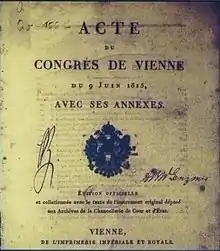 ACTE
DU
CONGRÈS DE VIENNE
DU 9 JUIN 1815,
AVEC SES ANNEXES.
ÉDITION OFFICIELLE
et collationnée avec le texte de l'instrument original déposé
aux Archives de la Chancellerie de Cour et d'État.
VIENNE,
DE L'IMPRIMERIE IMPÉRIALE ET ROYALE.